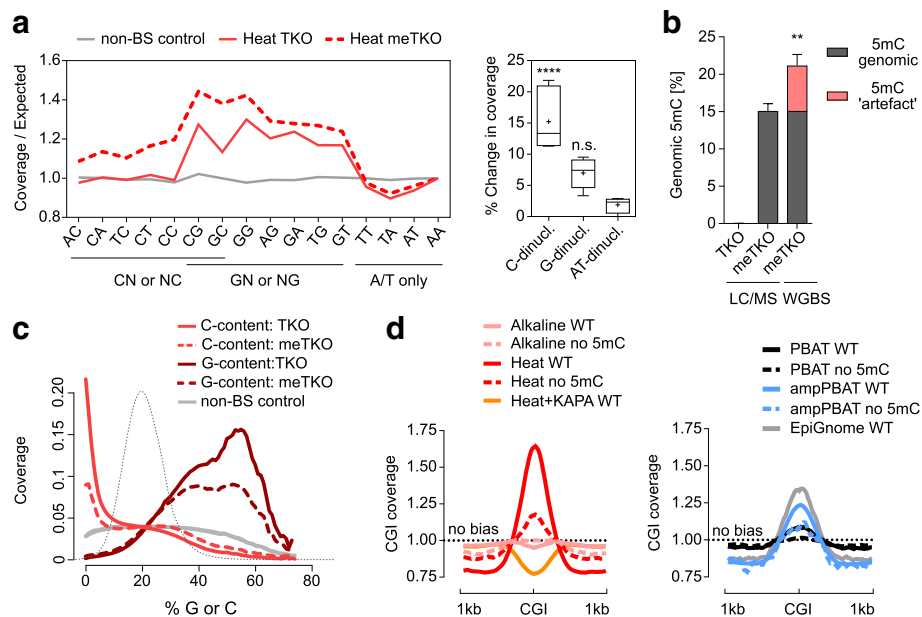 a
non-BS control
Heat TKO
Heat meTKO
Coverage / Expected
1.6
1.4
1.2
1.0
0.8
AC
CA
TC
CT
CC
CG
GC
GG
AG
GA
TG
GT
TT
TA
AT
AA
CN or NC
GN or NG
A/T only
% Change in coverage
25
20
15
10
5
0
****
n.s.
C-dinucl.
G-dinucl.
AT-dinucl.
b
Genomic 5mC [%]
25
20
15
10
5
0
**
5mC
genomic
5mC
'artefact'
TKO
meTKO
meTKO
LC/MS
WGBS
c
C-content: TKO
C-content: meTKO
G-content:TKO
G-content: meTKO
non-BS control
Coverage
0.20
0.15
0.10
0.05
0
0
20
40
60
80
% G or C
d
Alkaline WT
Alkaline no 5mC
Heat WT
Heat no 5mC
Heat+KAPA WT
CGI coverage
1.75
1.50
1.25
1.00
0.75
no bias
1kb
CGI
1kb
PBAT WT
PBAT no 5mC
ampPBAT WT
ampPBAT no 5mC
EpiGnome WT
CGI coverage
1.75
1.50
1.25
1.00
0.75
no bias
1kb
CGI
1kb